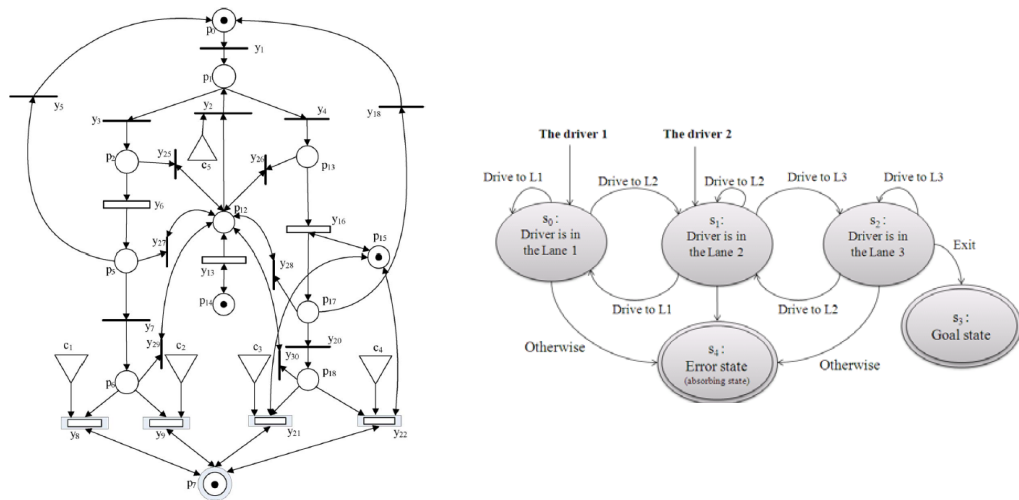 p0
y1
p1
y5
y2
y4
y18
y3
p2
y25
c5
y26
p13
p12
y6
y16
p15
y27
p5
y13
y28
p14
p17
y7
y29
y20
c1
c2
c3
y30
c4
p6
p18
y8
y9
y21
y22
p7
The driver 1
The driver 2
Drive to L1
Drive to L2
Drive to L2
Drive to L3
Drive to L3
s0:
Driver is in
the Lane 1
s1:
Driver is in
the Lane 2
s2:
Driver is in
the Lane 3
Exit
Drive to L1
Drive to L2
s3:
Goal state
Otherwise
s4:
Error state
(absorbing state)
Otherwise